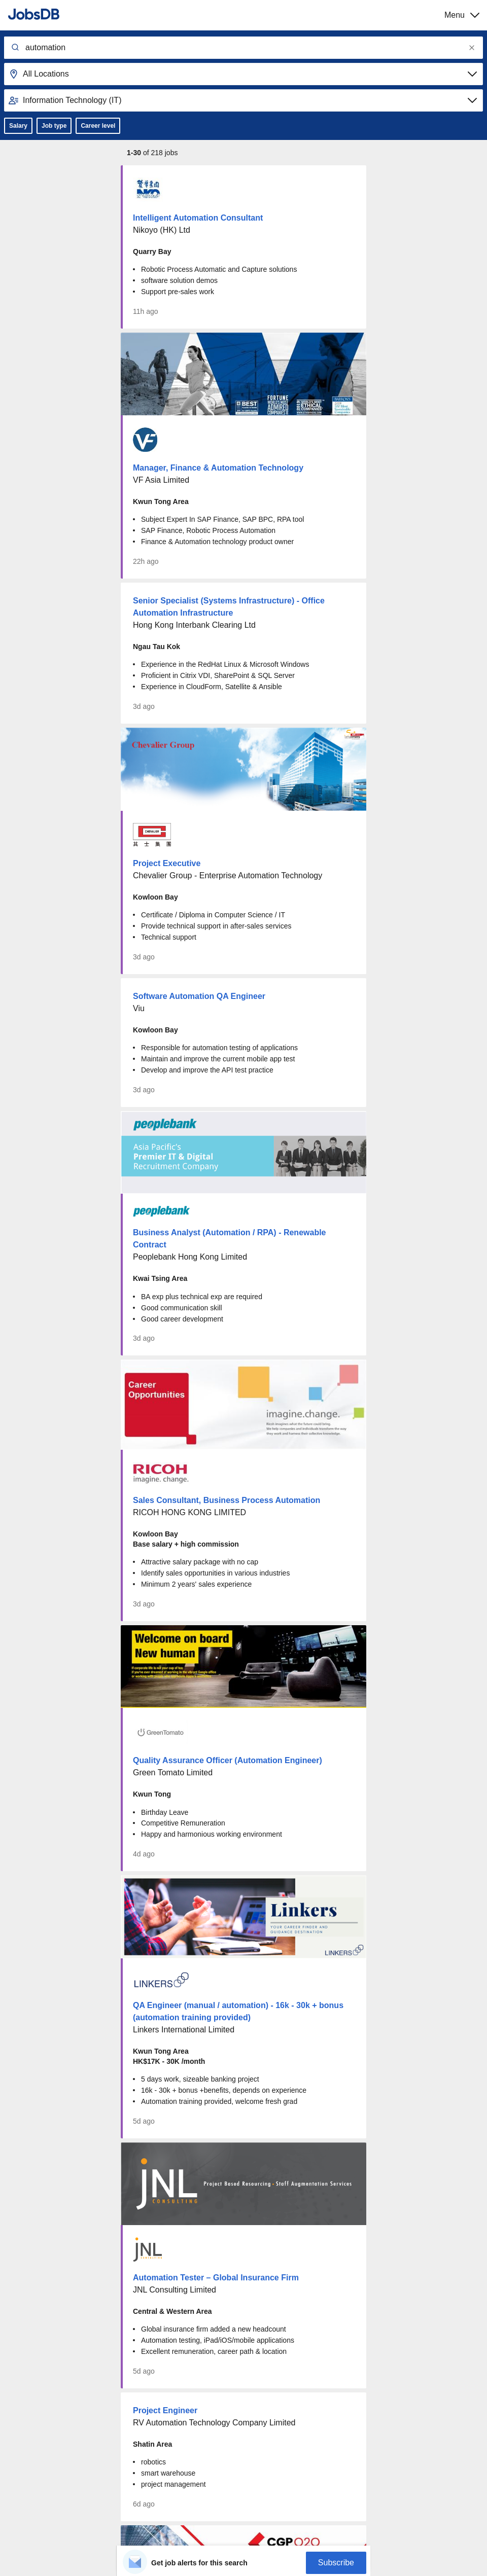 JobsDB
Menu
automation
All Locations
Information Technology (IT)
Salary
Job type
Career level
1-30 of 218 jobs
Intelligent Automation Consultant
Nikoyo (HK) Ltd
Quarry Bay
• Robotic Process Automatic and Capture solutions
• software solution demos
• Support pre-sales work
11h ago
VF
Manager, Finance & Automation Technology
VF Asia Limited
Kwun Tong Area
• Subject Expert In SAP Finance, SAP BPC, RPA tool
• SAP Finance, Robotic Process Automation
• Finance & Automation technology product owner
22h ago
Senior Specialist (Systems Infrastructure) - Office
Automation Infrastructure
Hong Kong Interbank Clearing Ltd
Ngau Tau Kok
• Experience in the RedHat Linux & Microsoft Windows
• Proficient in Citrix VDI, SharePoint & SQL Server
• Experience in CloudForm, Satellite & Ansible
3d ago
Chevalier Group
CHEVALIER
其士集團
Project Executive
Chevalier Group - Enterprise Automation Technology
Kowloon Bay
• Certificate / Diploma in Computer Science / IT
• Provide technical support in after-sales services
• Technical support
3d ago
Software Automation QA Engineer
Viu
Kowloon Bay
• Responsible for automation testing of applications
• Maintain and improve the current mobile app test
• Develop and improve the API test practice
3d ago
peoplebank
Asia Pacific's
Premier IT & Digital
Recruitment Company
peoplebank
Business Analyst (Automation / RPA) - Renewable
Contract
Peoplebank Hong Kong Limited
Kwai Tsing Area
• BA exp plus technical exp are required
• Good communication skill
• Good career development
3d ago
Career
Opportunities
imagine.change.
RICOH
imagine. change.
Sales Consultant, Business Process Automation
RICOH HONG KONG LIMITED
Kowloon Bay
Base salary + high commission
• Attractive salary package with no cap
• Identify sales opportunities in various industries
• Minimum 2 years' sales experience
3d ago
Welcome on board
New human
GreenTomato
Quality Assurance Officer (Automation Engineer)
Green Tomato Limited
Kwun Tong
• Birthday Leave
• Competitive Remuneration
• Happy and harmonious working environment
4d ago
Linkers
YOUR CAREER FINDER AND
GUIDANCE DESTINATION
LINKERS
LINKERS
QA Engineer (manual / automation) - 16k - 30k + bonus
(automation training provided)
Linkers International Limited
Kwun Tong Area
HK$17K - 30K /month
• 5 days work, sizeable banking project
• 16k - 30k + bonus +benefits, depends on experience
• Automation training provided, welcome fresh grad
5d ago
JNL
CONSULTING
Project Based Resourcing - Staff Augmentation Services
JNL
Automation Tester – Global Insurance Firm
JNL Consulting Limited
Central & Western Area
• Global insurance firm added a new headcount
• Automation testing, iPad/iOS/mobile applications
• Excellent remuneration, career path & location
5d ago
Project Engineer
RV Automation Technology Company Limited
Shatin Area
• robotics
• smart warehouse
• project management
6d ago
Get job alerts for this search
Subscribe